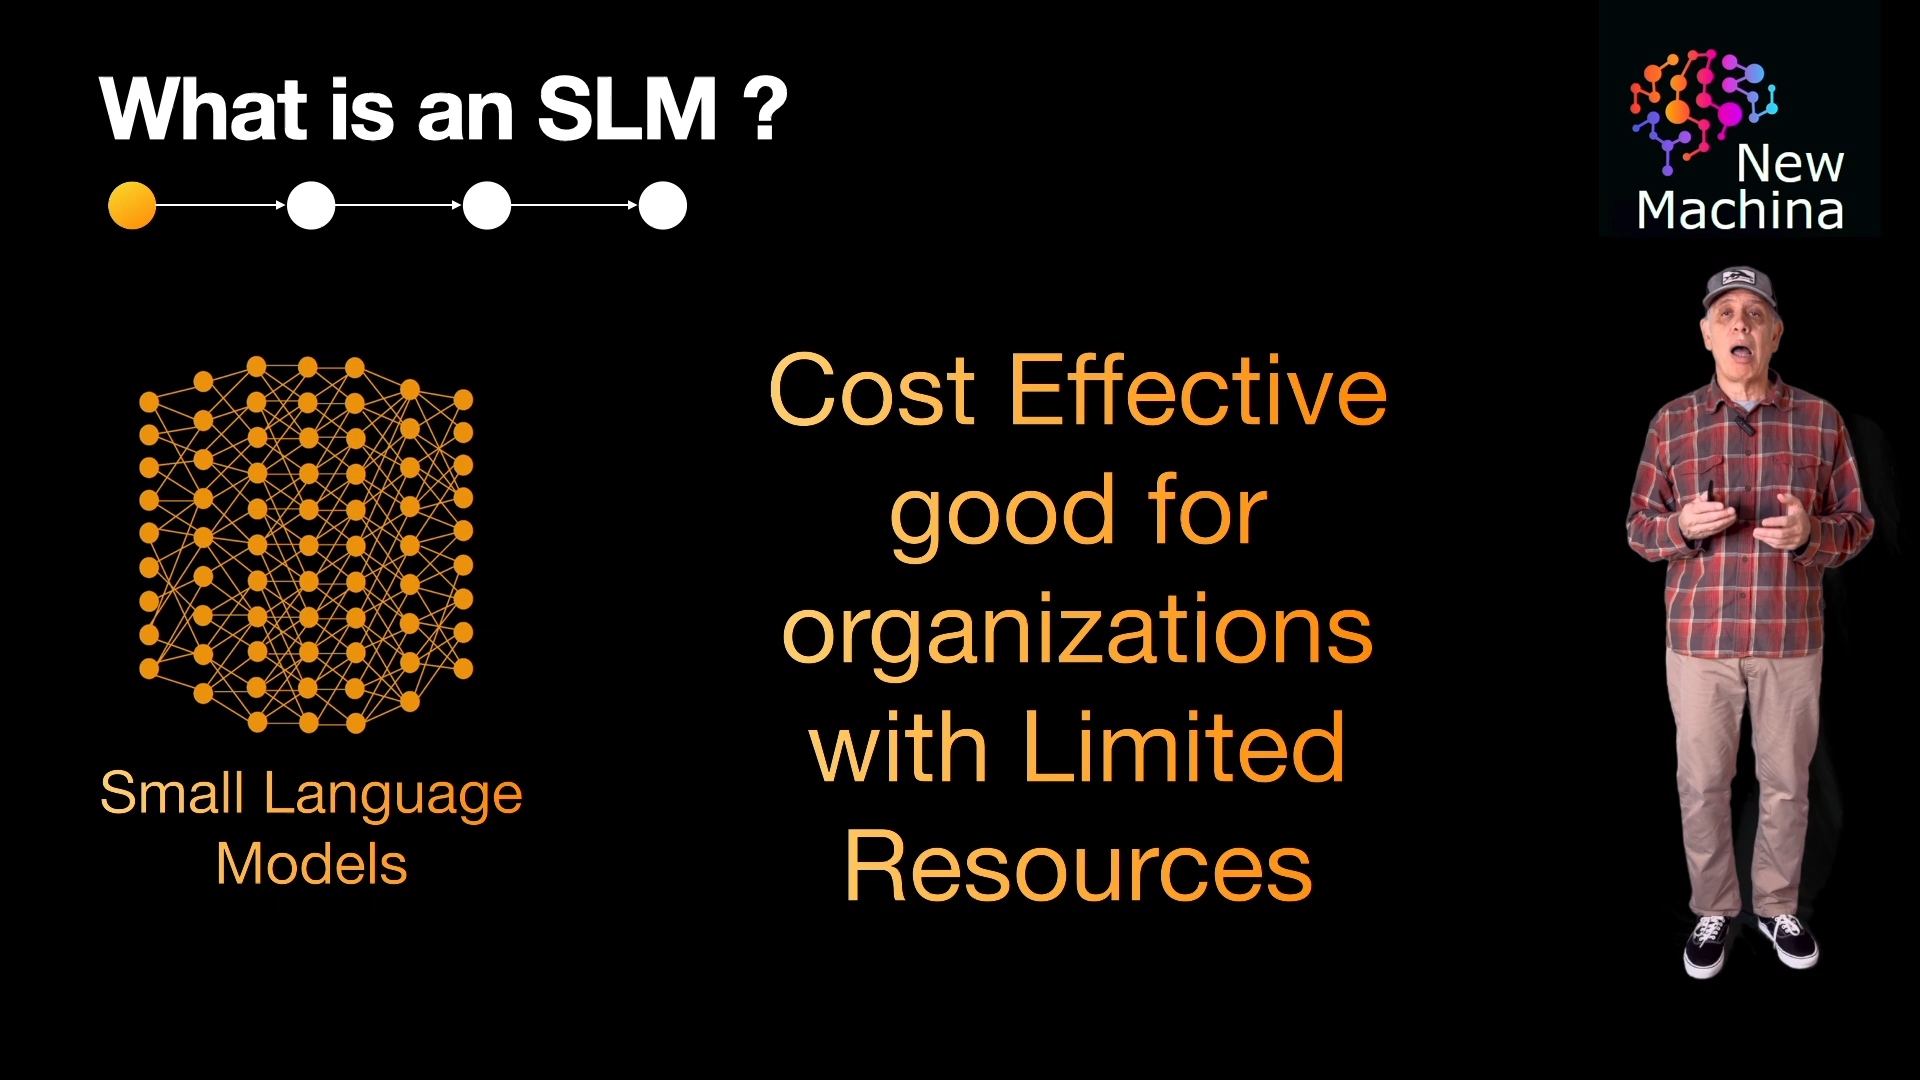 What is an SLM ?
New
Machina
Cost Effective
good for
organizations
with Limited
Resources
Small Language
Models